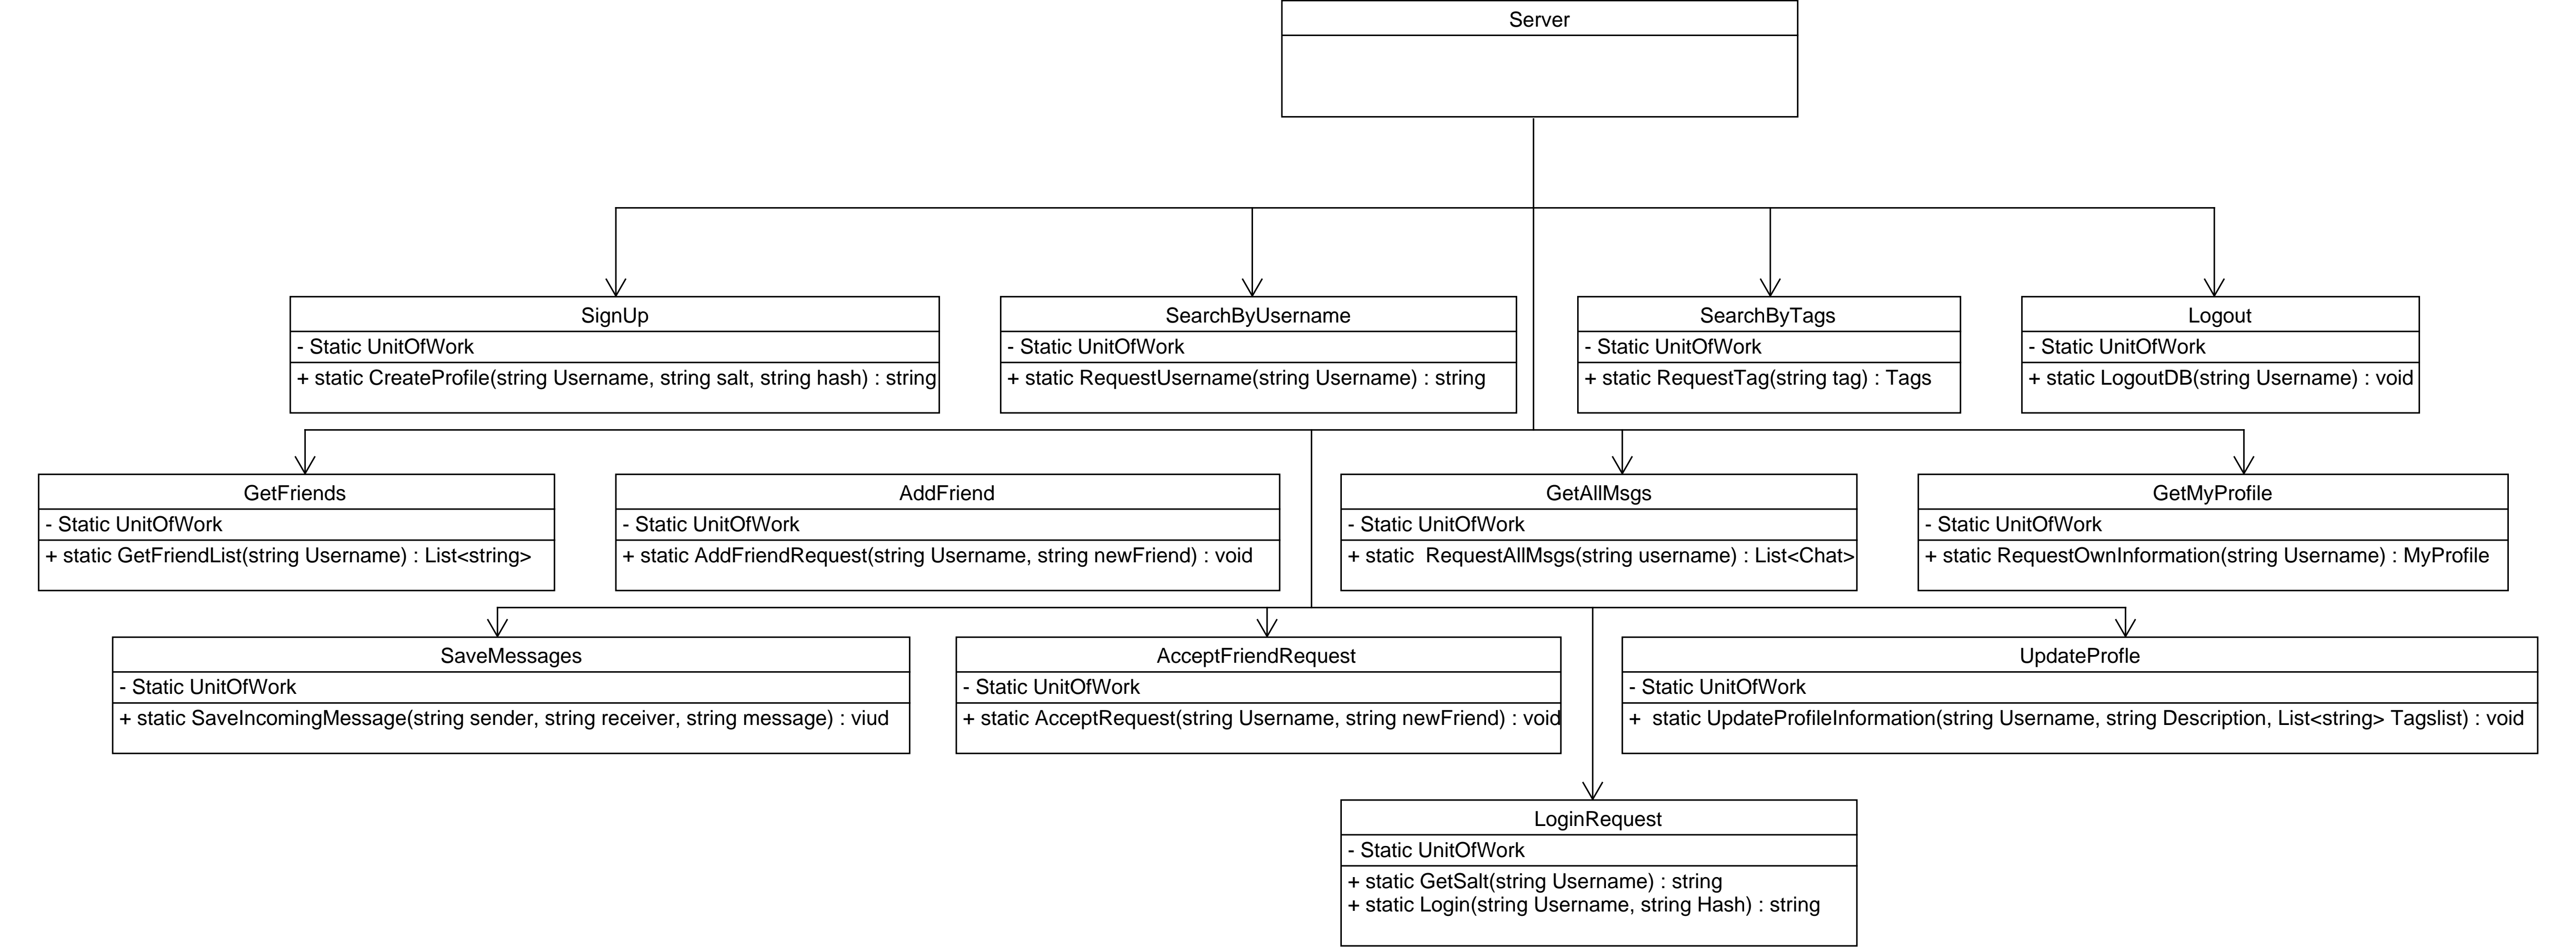 Server
SignUp
- Static UnitOfWork
+ static CreateProfile(string Username, string salt, string hash) : string
SearchByUsername
- Static UnitOfWork
+ static RequestUsername(string Username) : string
SearchByTags
- Static UnitOfWork
+ static RequestTag(string tag) : Tags
Logout
- Static UnitOfWork
+ static LogoutDB(string Username) : void
GetFriends
- Static UnitOfWork
+ static GetFriendList(string Username) : List<string>
AddFriend
- Static UnitOfWork
+ static AddFriendRequest(string Username, string newFriend) : void
GetAllMsgs
- Static UnitOfWork
+ static  RequestAllMsgs(string username) : List<Chat>
GetMyProfile
- Static UnitOfWork
+ static RequestOwnInformation(string Username) : MyProfile
SaveMessages
- Static UnitOfWork
+ static SaveIncomingMessage(string sender, string receiver, string message) : viud
AcceptFriendRequest
- Static UnitOfWork
+ static AcceptRequest(string Username, string newFriend) : void
UpdateProfle
- Static UnitOfWork
+  static UpdateProfileInformation(string Username, string Description, List<string> Tagslist) : void
LoginRequest
- Static UnitOfWork
+ static GetSalt(string Username) : string
+ static Login(string Username, string Hash) : string